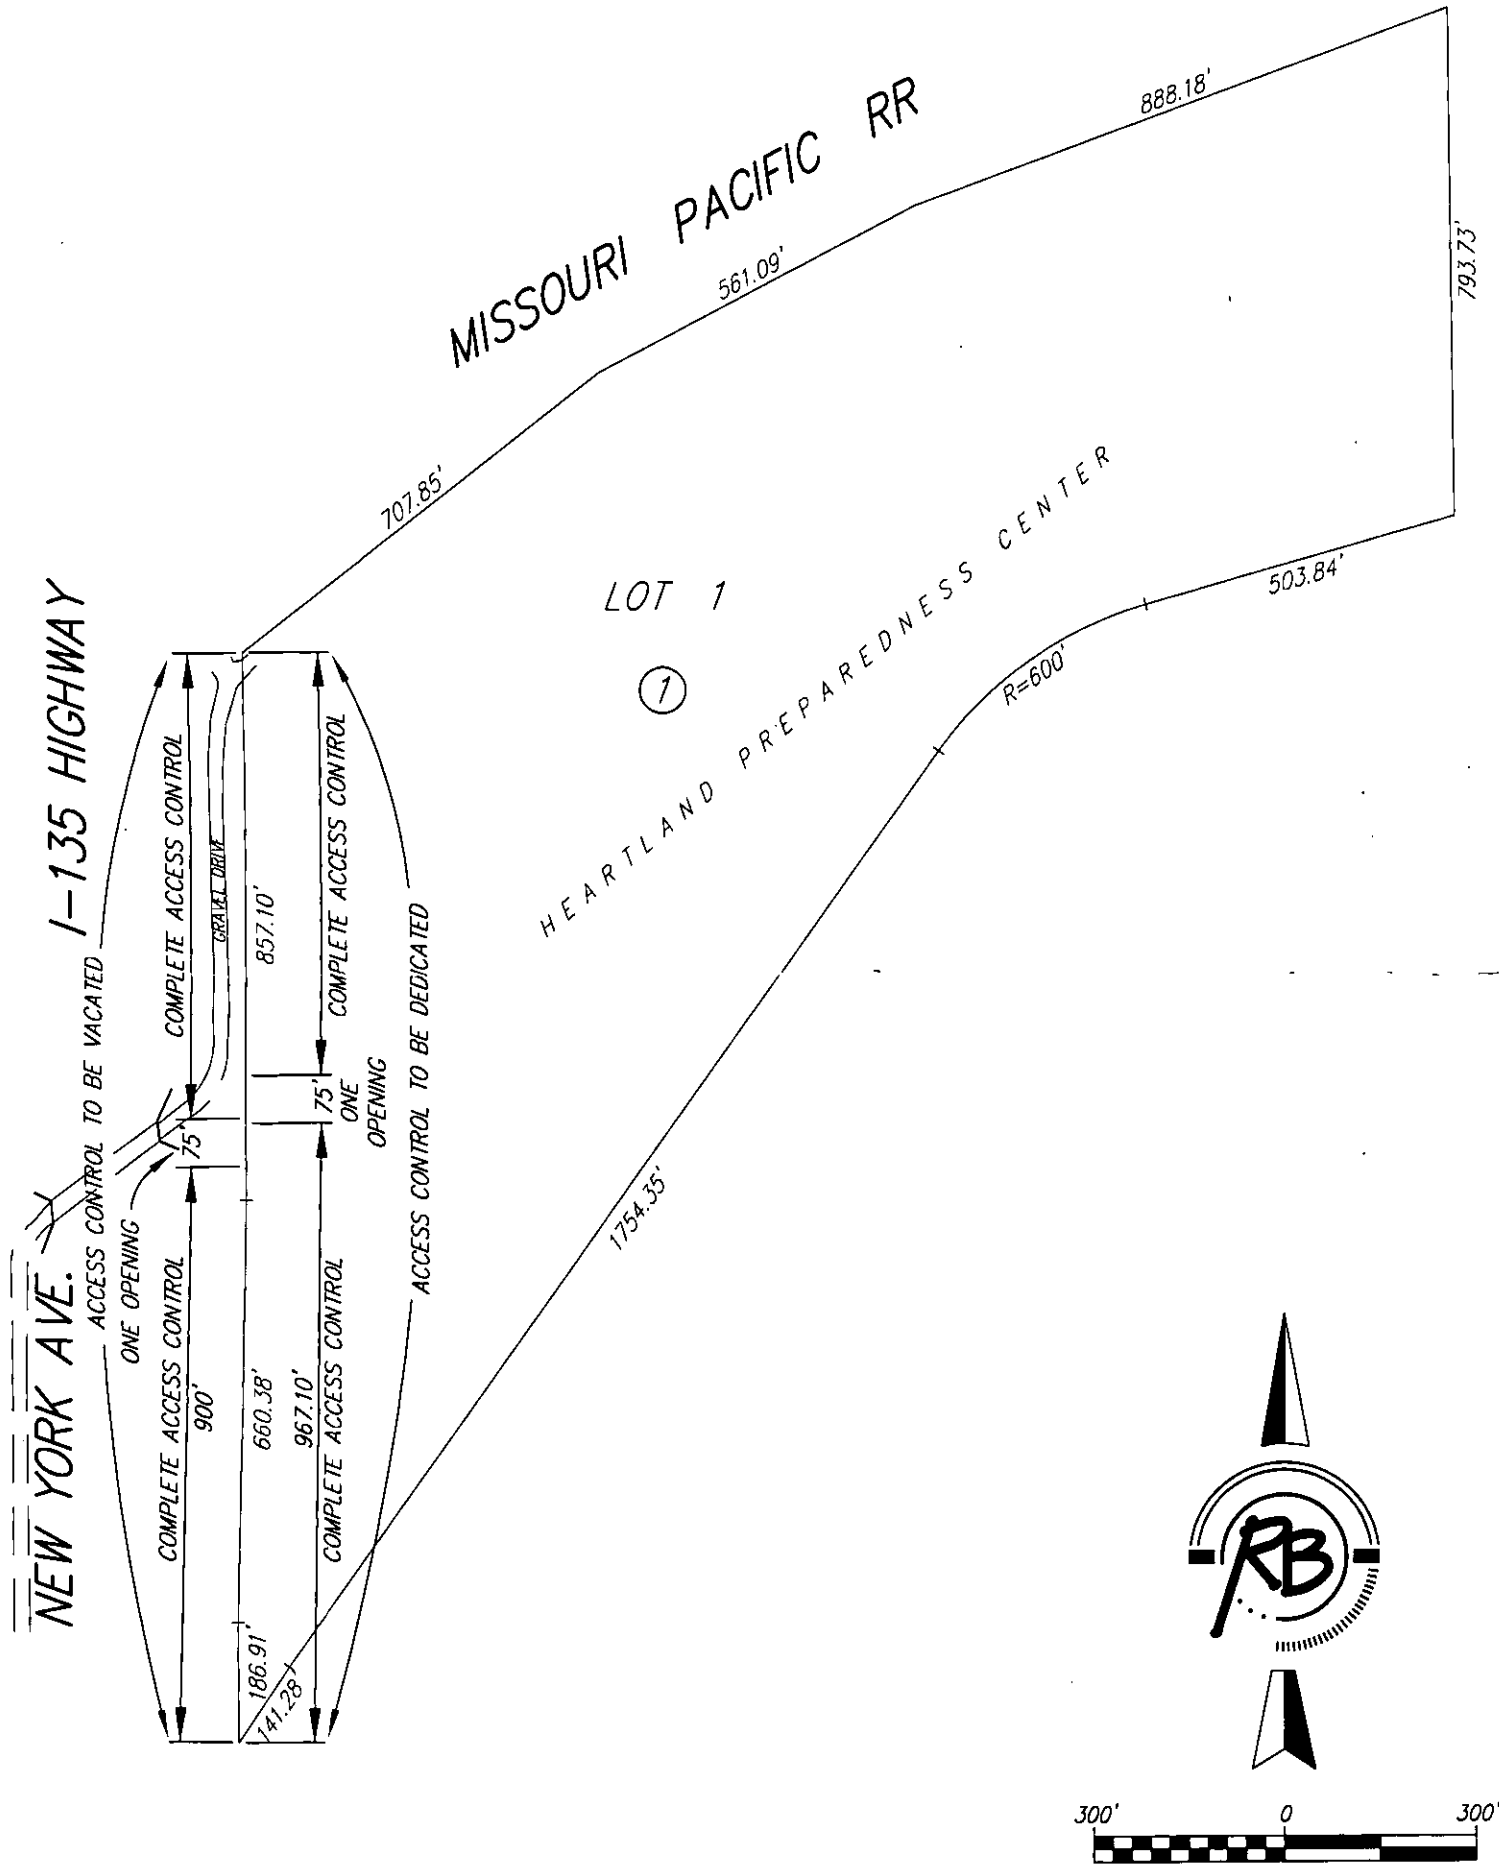 888.18'
MISSOURI PACIFIC RR
561.09'
793.73'
707.85'
HEARTLAND PREPAREDNESS CENTER
503.84'
LOT 1
1
R=600'
I-135 HIGHWAY
COMPLETE ACCESS CONTROL
GRAVEL DRIVE
857.10'
COMPLETE ACCESS CONTROL
ACCESS CONTROL TO BE VACATED
ACCESS CONTROL TO BE DEDICATED
75'
ONE
OPENING
75'
ONE OPENING
1754.35'
NEW YORK AVE.
COMPLETE ACCESS CONTROL
900'
660.38'
967.10'
COMPLETE ACCESS CONTROL
186.91'
141.28'
RB
300' 0 300'